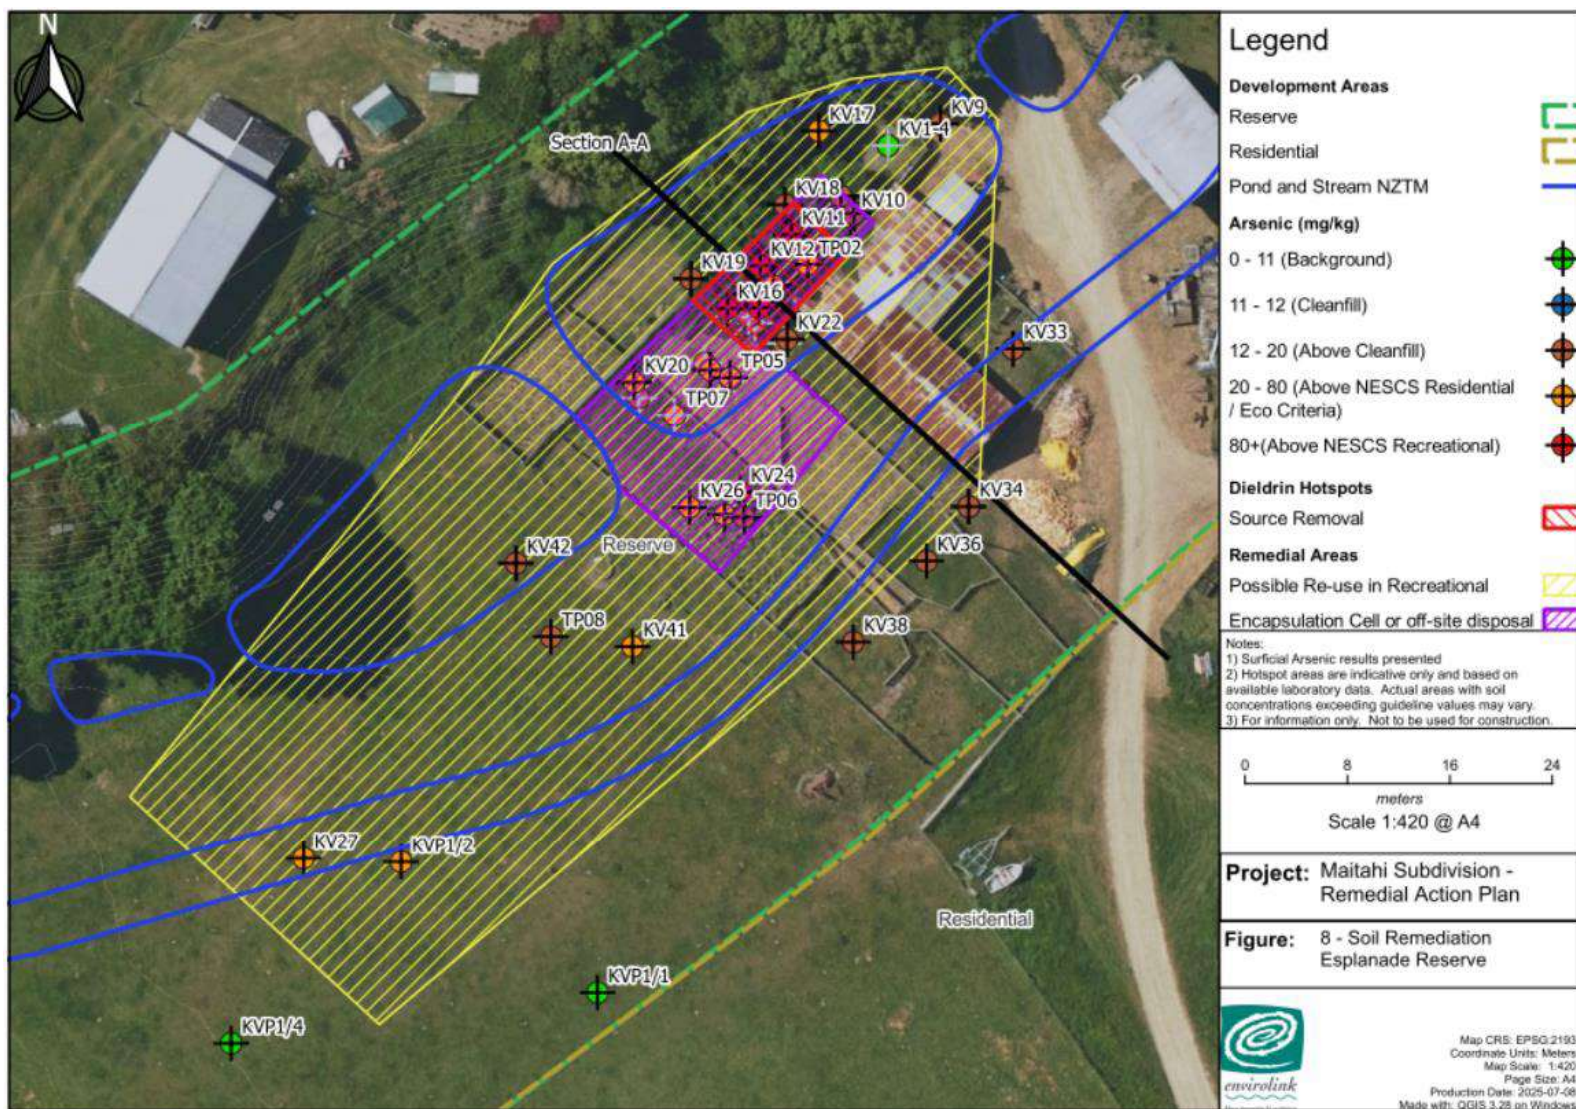 N
Section A-A
KV17
KV9
KV1-4
KV18
KV10
KV11
KV12
TP02
KV19
KV16
KV22
KV33
KV20
TP05
TP07
KV24
KV26
TP06
KV34
KV42
Reserve
KV36
TP08
KV41
KV38
KV27
KVP1/2
Residential
KVP1/1
KVP1/4
Legend
Development Areas
Reserve
Residential
Pond and Stream NZTM
Arsenic (mg/kg)
0 - 11 (Background)
11 - 12 (Cleanfill)
12 - 20 (Above Cleanfill)
20 - 80 (Above NESCS Residential
/ Eco Criteria)
80+(Above NESCS Recreational)
Dieldrin Hotspots
Source Removal
Remedial Areas
Possible Re-use in Recreational
Encapsulation Cell or off-site disposal
Notes:
1) Surficial Arsenic results presented
2) Hotspot areas are indicative only and based on
available laboratory data. Actual areas with soil
concentrations exceeding guideline values may vary.
3) For information only. Not to be used for construction.
0 8 16 24
meters
Scale 1:420 @ A4
Project: Maitahi Subdivision -
Remedial Action Plan
Figure: 8 - Soil Remediation
Esplanade Reserve
envirolink
Map CRS: EPSG:2193
Coordinate Units: Meters
Map Scale: 1:420
Page Size: A4
Production Date: 2025-07-08
Made with: QGIS 3.28 on Windows